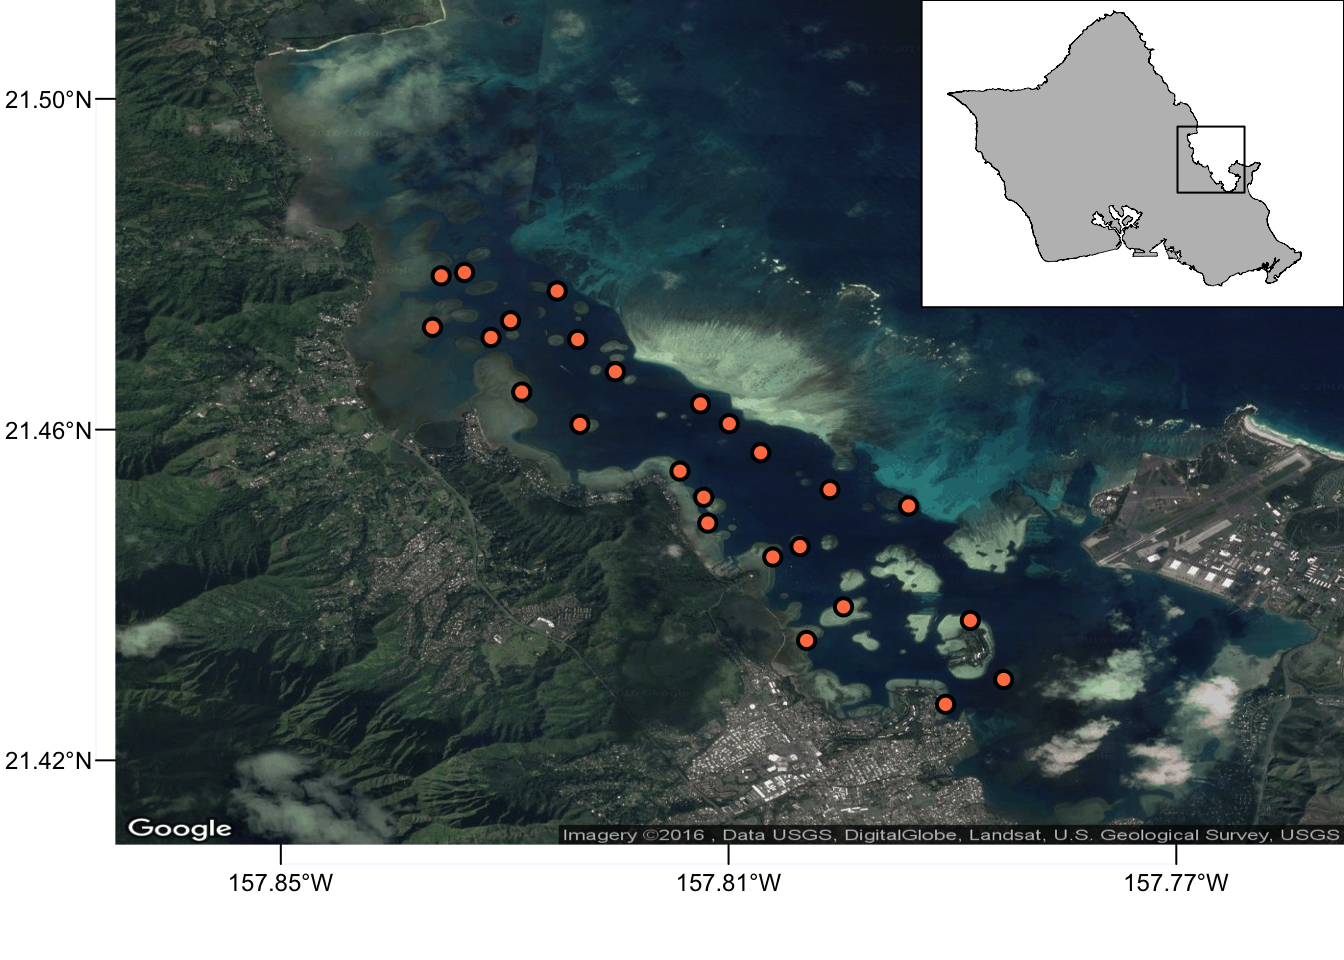 21.50°N
21.46°N
21.42°N
Google
Imagery ©2016 , Data USGS, DigitalGlobe, Landsat, U.S. Geological Survey, USGS
157.85°W
157.81°W
157.77°W